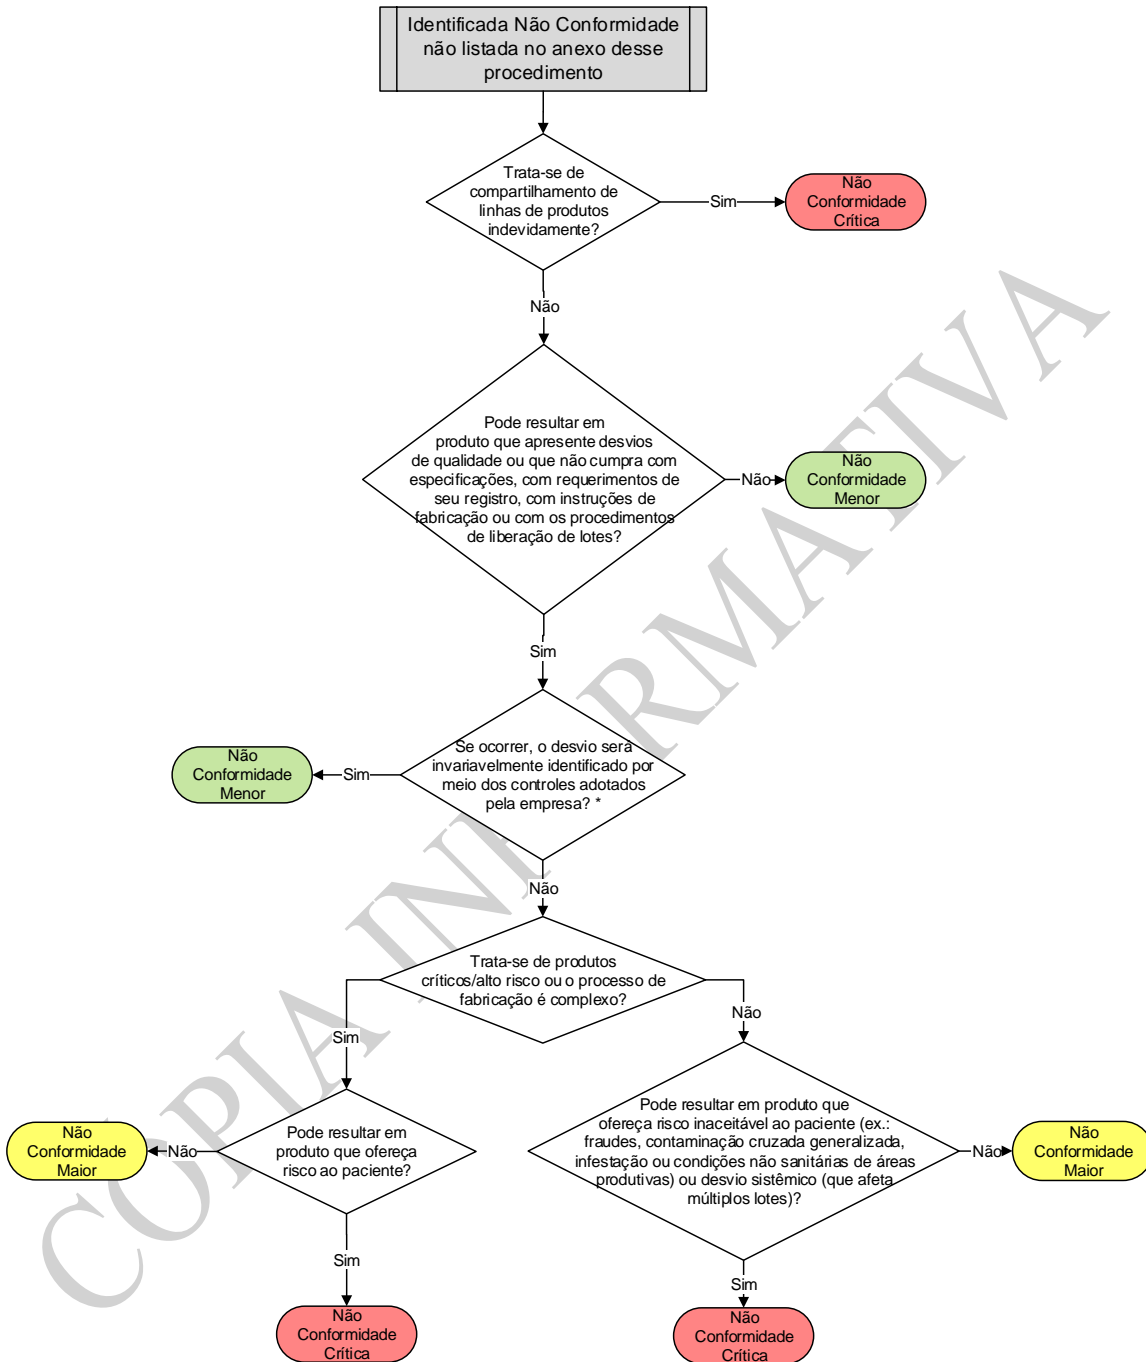 Identificada Não Conformidade
não listada no anexo desse
procedimento
Trata-se de
compartilhamento de
linhas de produtos
indevidamente?
Sim
Não
Conformidade
Crítica
Não
Pode resultar em
produto que apresente desvios
de qualidade ou que não cumpra com
especificações, com requerimentos de
seu registro, com instruções de
fabricação ou com os procedimentos
de liberação de lotes?
Não
Não
Conformidade
Menor
Sim
Se ocorrer, o desvio será
invariavelmente identificado por
meio dos controles adotados
pela empresa? *
Sim
Não
Conformidade
Menor
Não
Trata-se de produtos
críticos/alto risco ou o processo de
fabricação é complexo?
Sim
Não
Pode resultar em
produto que ofereça
risco ao paciente?
Não
Não
Conformidade
Maior
Sim
Não
Conformidade
Crítica
Pode resultar em produto que
ofereça risco inaceitável ao paciente (ex.:
fraudes, contaminação cruzada generalizada,
infestação ou condições não sanitárias de áreas
produtivas) ou desvio sistêmico (que afeta
múltiplos lotes)?
Não
Não
Conformidade
Maior
Sim
Não
Conformidade
Crítica